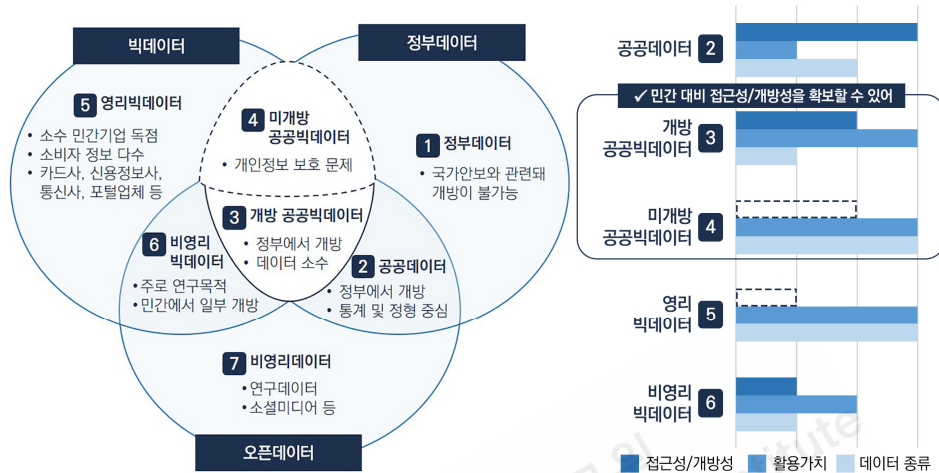 빅데이터
정부데이터
5 영리빅데이터
• 소수 민간기업 독점
• 소비자 정보 다수
• 카드사, 신용정보사,
통신사, 포털업체 등
4 미개방
공공빅데이터
• 개인정보 보호 문제
1 정부데이터
• 국가안보와 관련돼
개방이 불가능
3 개방 공공빅데이터
• 정부에서 개방
• 데이터 소수
6 비영리
빅데이터
•주로 연구목적
•민간에서 일부 개방
2 공공데이터
• 정부에서 개방
• 통계 및 정형 중심
7 비영리데이터
•연구데이터
•소셜미디어 등
오픈데이터
공공데이터 2
✓ 민간 대비 접근성/개방성을 확보할 수 있어
개방
공공빅데이터 3
미개방
공공빅데이터 4
영리
빅데이터 5
비영리
빅데이터 6
접근성/개방성 활용가치 데이터 종류